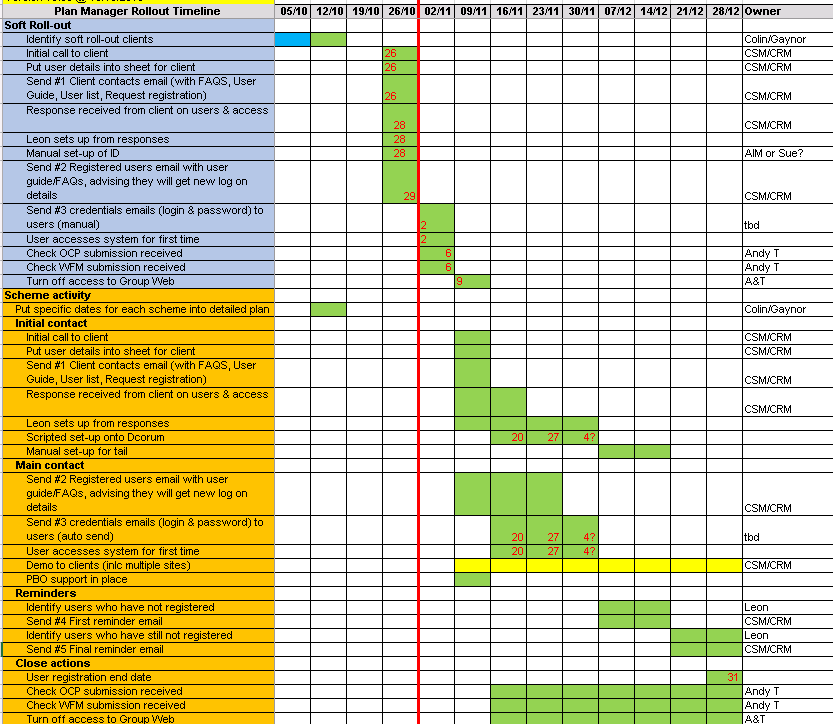 Plan Manager Rollout Timeline 05/10 12/10 19/10 26/10 02/11 09/11 16/11 23/11 30/11 07/12 14/12 21/12 28/12 Owner
Soft Roll-out
Identify soft roll-out clients Colin/Gaynor
Initial call to client 26 CSM/CRM
Put user details into sheet for client 26 CSM/CRM
Send #1 Client contacts email (with FAQS, User
Guide, User list, Request registration) 26 CSM/CRM
Response received from client on users & access
28 CSM/CRM
Leon sets up from responses 28
Manual set-up of ID 28 AIM or Sue?
Send #2 Registered users email with user
guide/FAQs, advising they will get new log on
details 29 CSM/CRM
Send #3 credentials emails (login & password) to
users (manual) 2 tbd
User accesses system for first time 2
Check OCP submission received 6 Andy T
Check WFM submission received 6 Andy T
Turn off access to Group Web 9 A&T
Scheme activity
Put specific dates for each scheme into detailed plan Colin/Gaynor
Initial contact
Initial call to client CSM/CRM
Put user details into sheet for client CSM/CRM
Send #1 Client contacts email (with FAQS, User
Guide, User list, Request registration) CSM/CRM
Response received from client on users & access
CSM/CRM
Leon sets up from responses
Scripted set-up onto Dcorum 20 27 4?
Manual set-up for tail
Main contact
Send #2 Registered users email with user
guide/FAQs, advising they will get new log on
details CSM/CRM
Send #3 credentials emails (login & password) to
users (auto send) 20 27 4? tbd
User accesses system for first time 20 27 4?
Demo to clients (inlc multiple sites) CSM/CRM
PBO support in place
Reminders
Identify users who have not registered Leon
Send #4 First reminder email CSM/CRM
Identify users who have still not registered Leon
Send #5 Final reminder email CSM/CRM
Close actions
User registration end date 31
Check OCP submission received Andy T
Check WFM submission received Andy T
Turn off access to Group Web A&T